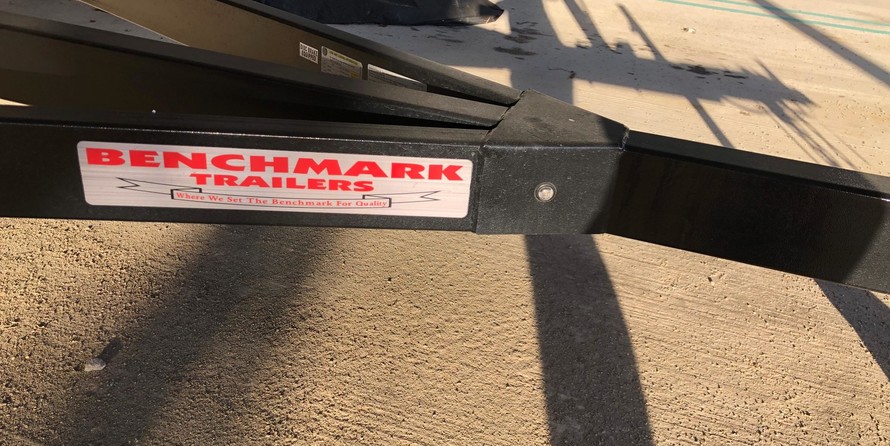 BENCHMARK
TRAILERS
Where We Set The Benchmark For Quality